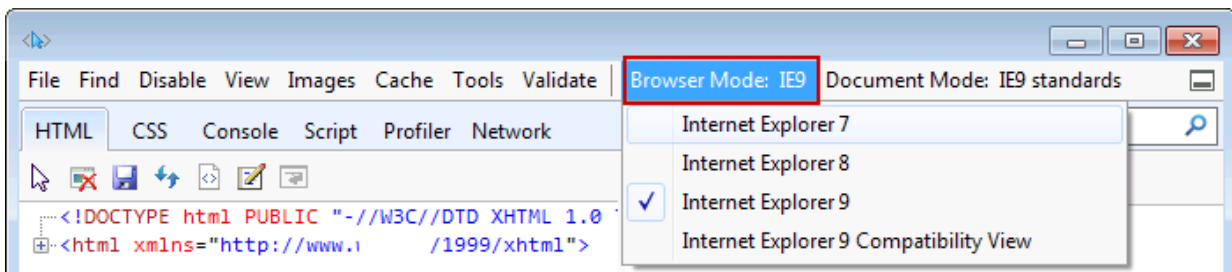 File Find Disable View Images Cache Tools Validate | Browser Mode: IE9 Document Mode: IE9 standards
HTML CSS Console Script Profiler Network
Internet Explorer 7
Internet Explorer 8
Internet Explorer 9
Internet Explorer 9 Compatibility View
<!DOCTYPE html PUBLIC "-//W3C//DTD XHTML 1.0
<html xmlns="http://www. /1999/xhtml">